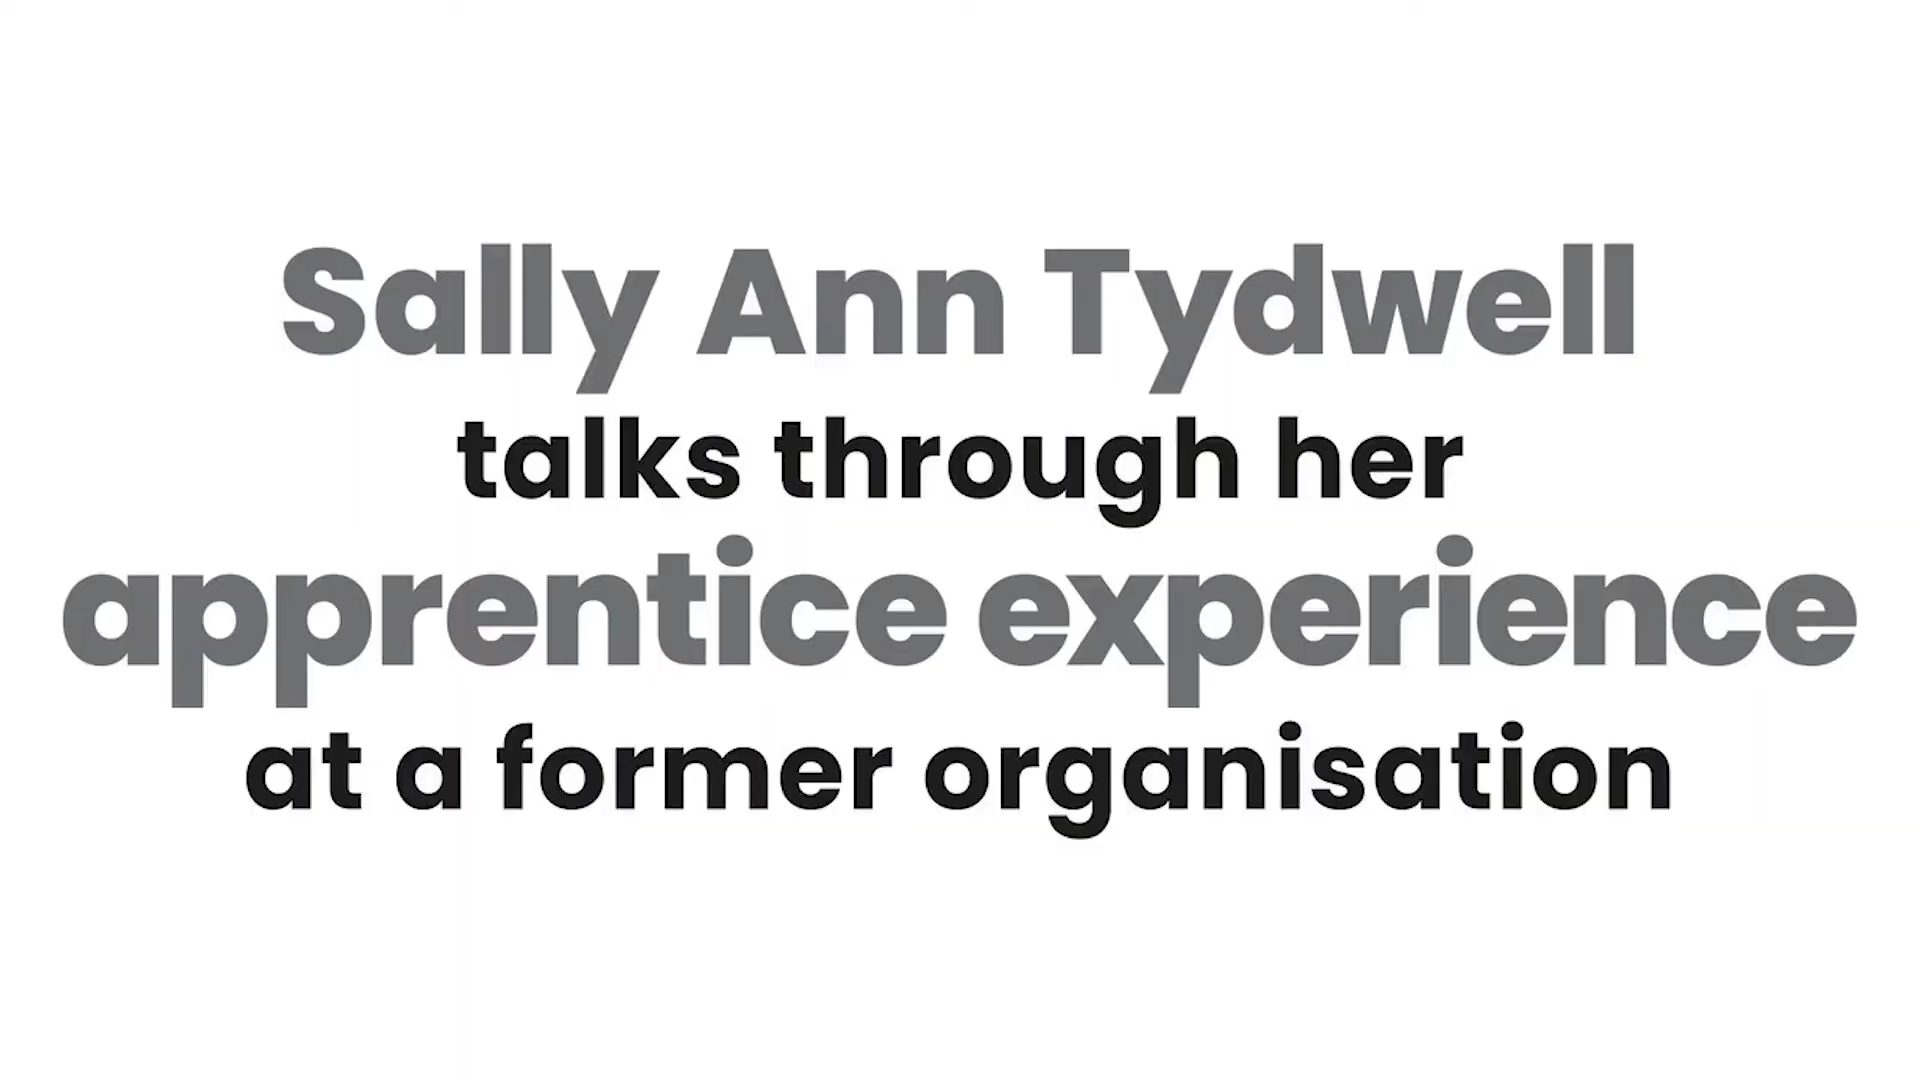 Sally Ann Tydwell
talks through her
apprentice experience
at a former organisation